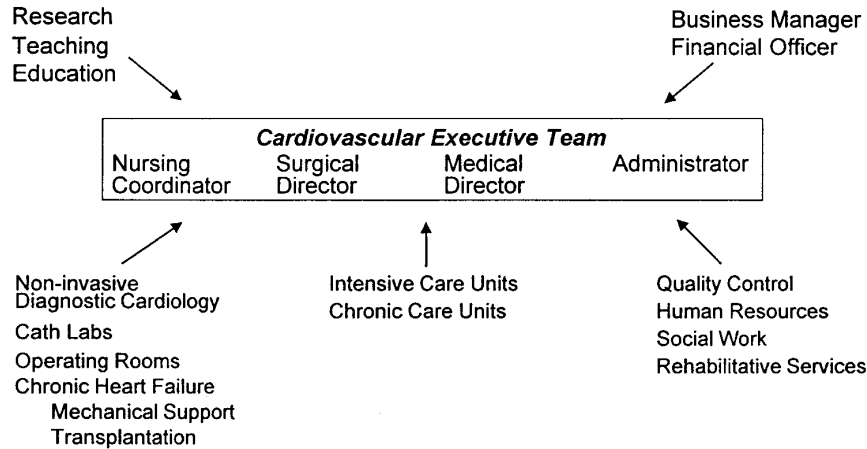 Research
Teaching
Education
Business Manager
Financial Officer
Cardiovascular Executive Team
Nursing
Coordinator
Surgical
Director
Medical
Director
Administrator
Non-invasive
Diagnostic Cardiology
Cath Labs
Operating Rooms
Chronic Heart Failure
Mechanical Support
Transplantation
Intensive Care Units
Chronic Care Units
Quality Control
Human Resources
Social Work
Rehabilitative Services